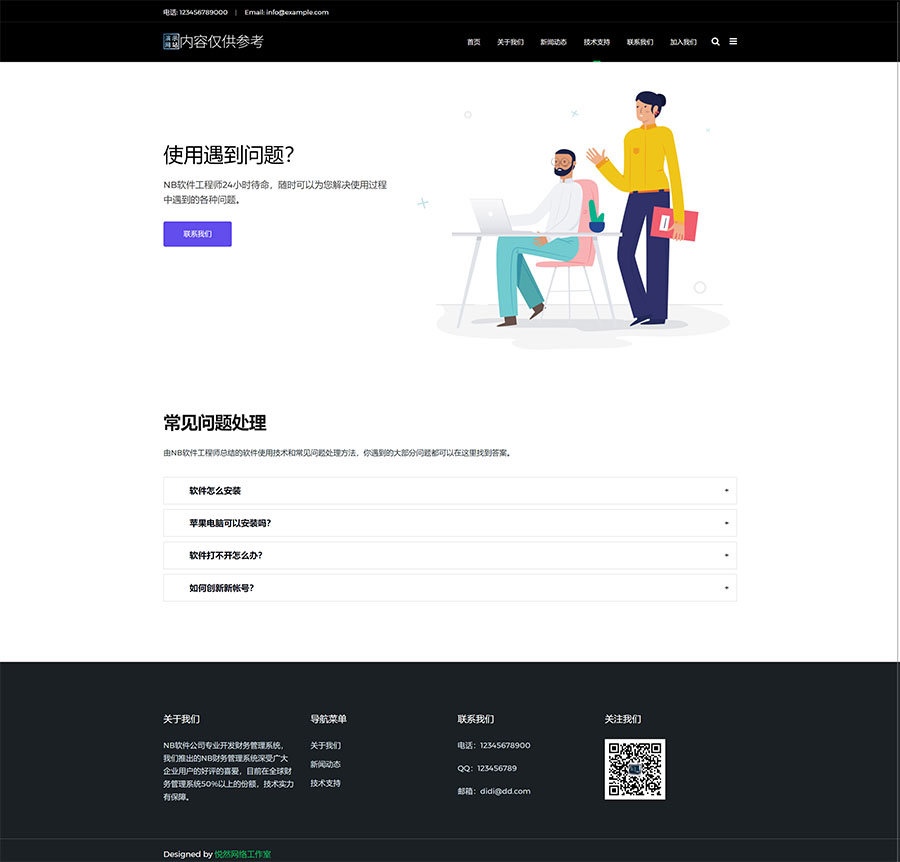 电话: 123456789000 | Email: info@example.com
演示网站 内容仅供参考
首页 关于我们 新闻动态 技术支持 联系我们 加入我们
使用遇到问题？
NB软件工程师24小时待命，随时可以为您解决使用过程
中遇到的各种问题。
联系我们
常见问题处理
由NB软件工程师总结的软件使用技术和常见问题处理方法，你遇到的大部分问题都可以在这里找到答案。
软件怎么安装 +
苹果电脑可以安装吗? +
软件打不开怎么办? +
如何创新新帐号? +
关于我们
NB软件公司专业开发财务管理系统，
我们推出的NB财务管理系统深受广大
企业用户的好评的喜爱，目前在全球财
务管理系统50%以上的份额，技术实力
有保障。
导航菜单
关于我们
新闻动态
技术支持
联系我们
电话：12345678900
QQ：123456789
邮箱：didi@dd.com
关注我们
Designed by 悦然网络工作室